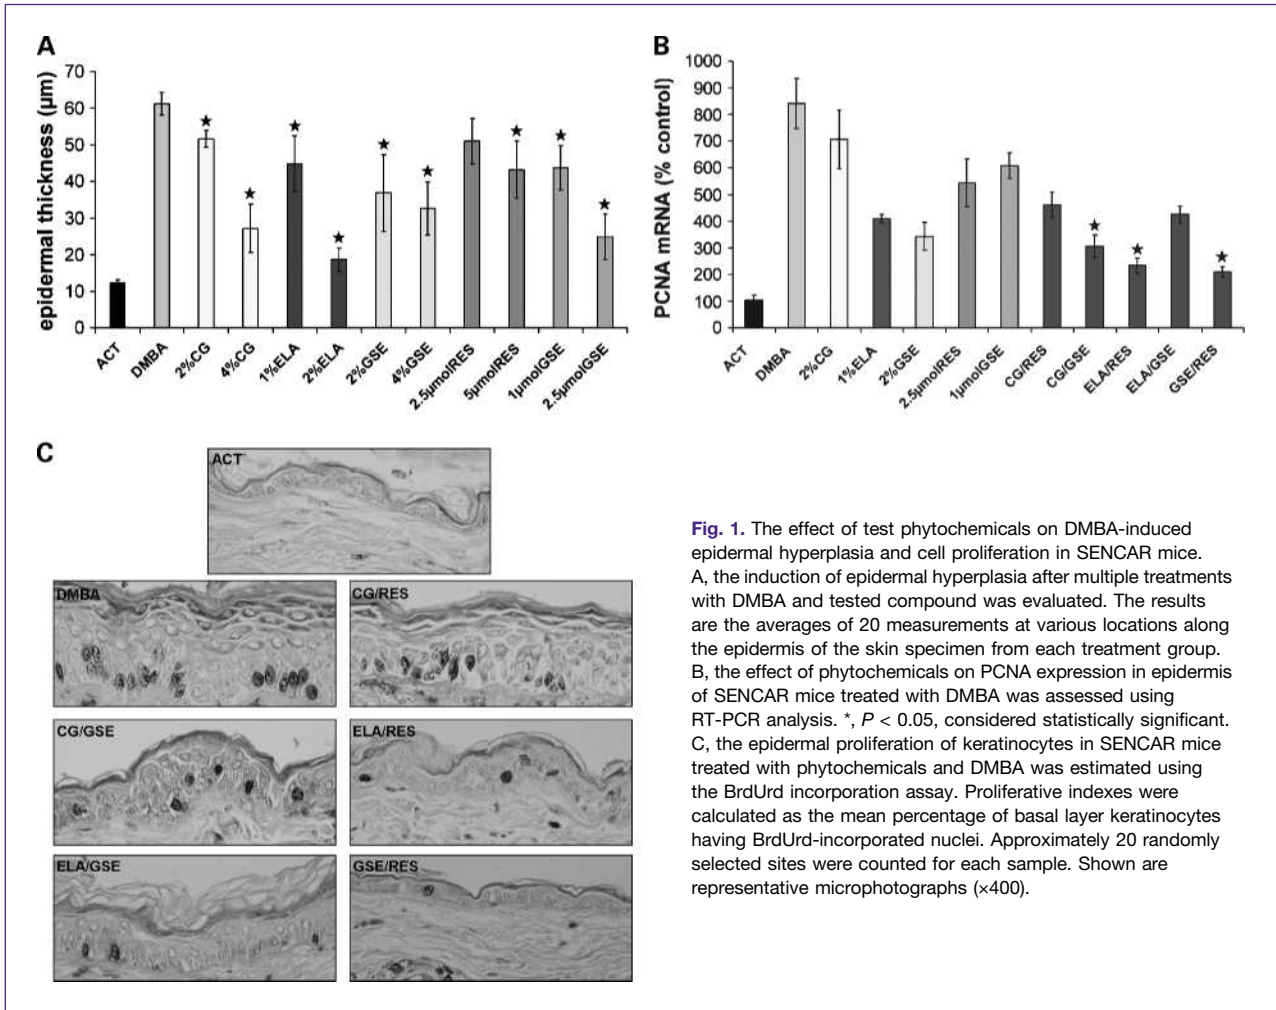 A
epidermal thickness (µm)
70
60
50
40
30
20
10
0
ACT
DMBA
2%CG
4%CG
1%ELA
2%ELA
2%GSE
4%GSE
2.5µmolRES
5µmolRES
1µmolGSE
2.5µmolGSE
B
PCNA mRNA (% control)
1000
900
800
700
600
500
400
300
200
100
0
ACT
DMBA
2%CG
1%ELA
2%GSE
2.5µmolRES
1µmolGSE
CG/RES
CG/GSE
ELA/RES
ELA/GSE
GSE/RES
C
ACT
DMBA
CG/RES
CG/GSE
ELA/RES
ELA/GSE
GSE/RES
Fig. 1. The effect of test phytochemicals on DMBA-induced
epidermal hyperplasia and cell proliferation in SENCAR mice.
A, the induction of epidermal hyperplasia after multiple treatments
with DMBA and tested compound was evaluated. The results
are the averages of 20 measurements at various locations along
the epidermis of the skin specimen from each treatment group.
B, the effect of phytochemicals on PCNA expression in epidermis
of SENCAR mice treated with DMBA was assessed using
RT-PCR analysis. *, P < 0.05, considered statistically significant.
C, the epidermal proliferation of keratinocytes in SENCAR mice
treated with phytochemicals and DMBA was estimated using
the BrdUrd incorporation assay. Proliferative indexes were
calculated as the mean percentage of basal layer keratinocytes
having BrdUrd-incorporated nuclei. Approximately 20 randomly
selected sites were counted for each sample. Shown are
representative microphotographs (×400).